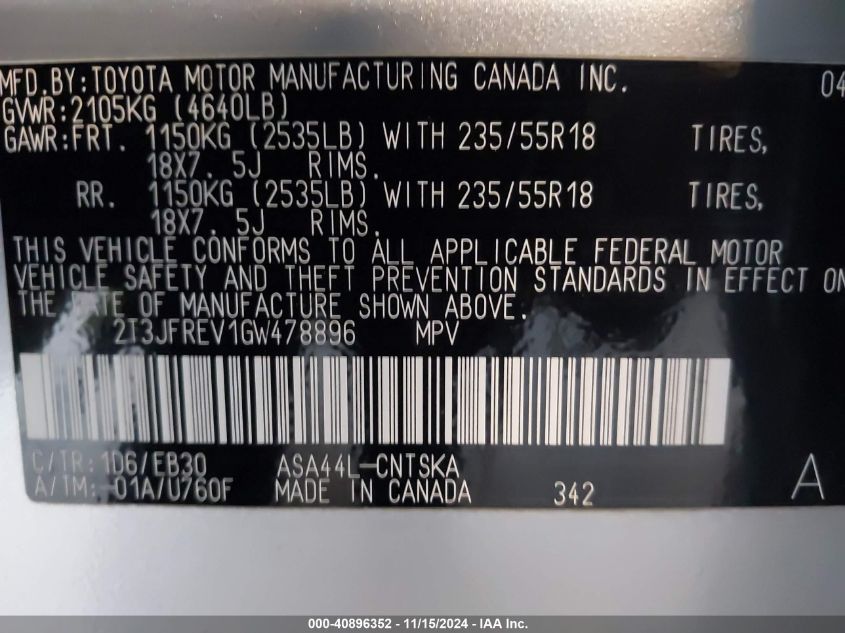 MFD.BY:TOYOTA MOTOR MANUFACTURING CANADA INC. 04
GVWR:2105KG (4640LB)
GAWR:FRT. 1150KG (2535LB) WITH 235/55R18 TIRES,
18X7.5J RIMS.
RR. 1150KG (2535LB) WITH 235/55R18 TIRES,
18X7.5J RIMS.
THIS VEHICLE CONFORMS TO ALL APPLICABLE FEDERAL MOTOR
VEHICLE SAFETY AND THEFT PREVENTION STANDARDS IN EFFECT ON
THE DATE OF MANUFACTURE SHOWN ABOVE.
2T3JFREV1GW478896 MPV
C/TR:1D6/EB30 ASA44L-CNTSKA
A/TM:-01A/U760F MADE IN CANADA 342 A
000-40896352 - 11/15/2024 - IAA Inc.